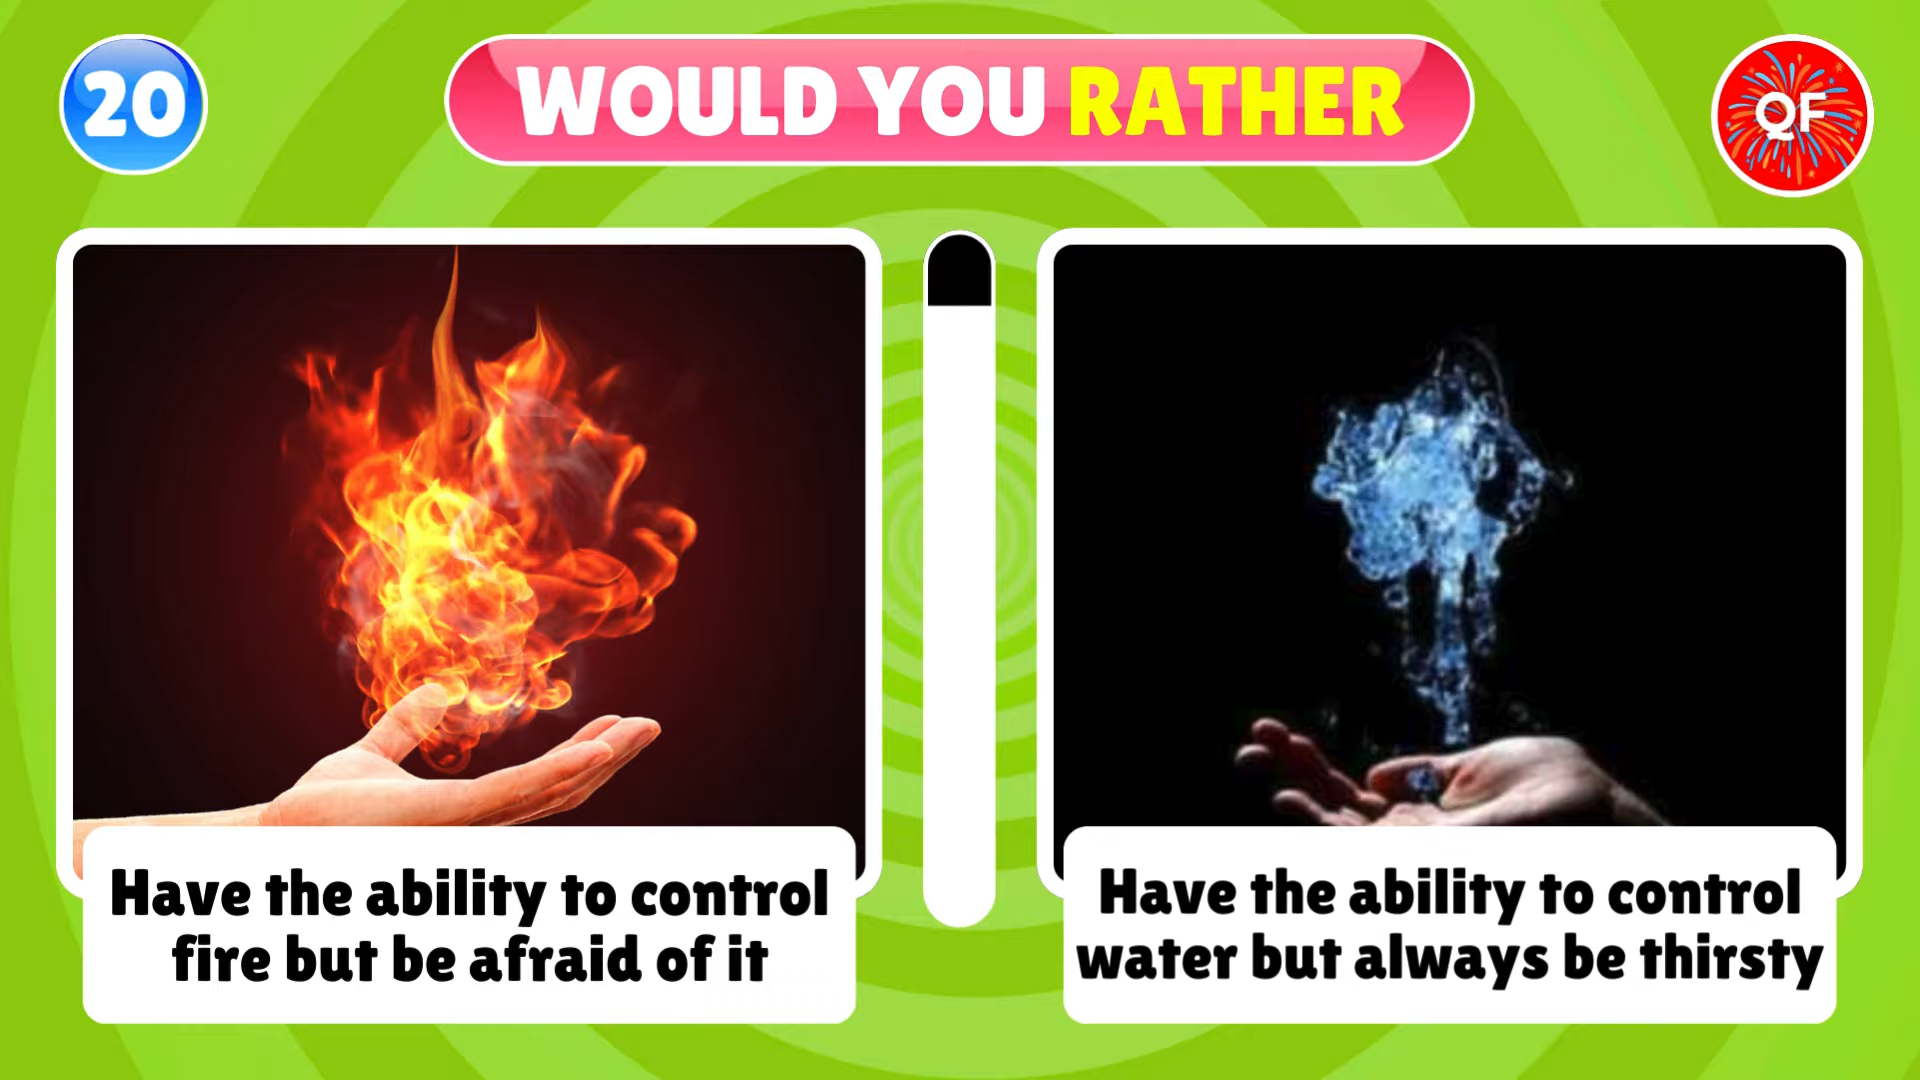 20
WOULD YOU RATHER
QF
Have the ability to control
fire but be afraid of it
Have the ability to control
water but always be thirsty